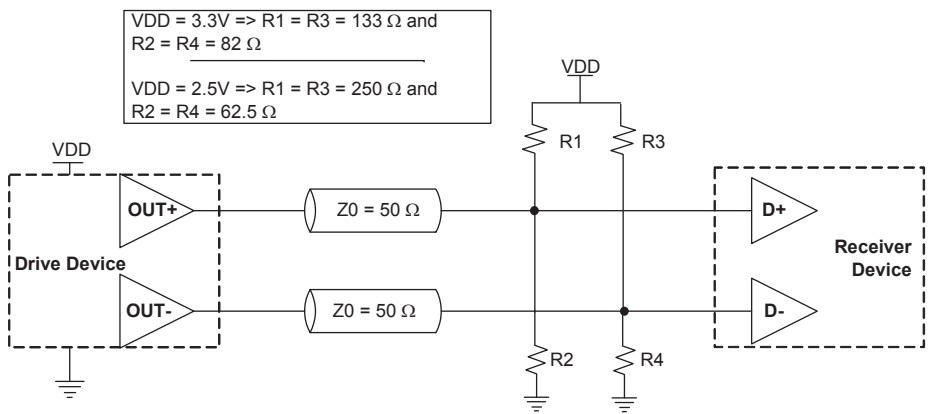 VDD = 3.3V => R1 = R3 = 133 Ω and
R2 = R4 = 82 Ω
VDD = 2.5V => R1 = R3 = 250 Ω and
R2 = R4 = 62.5 Ω
VDD
R1
R3
VDD
OUT+
Z0 = 50 Ω
D+
Drive Device
Receiver
Device
OUT-
Z0 = 50 Ω
D-
R2
R4